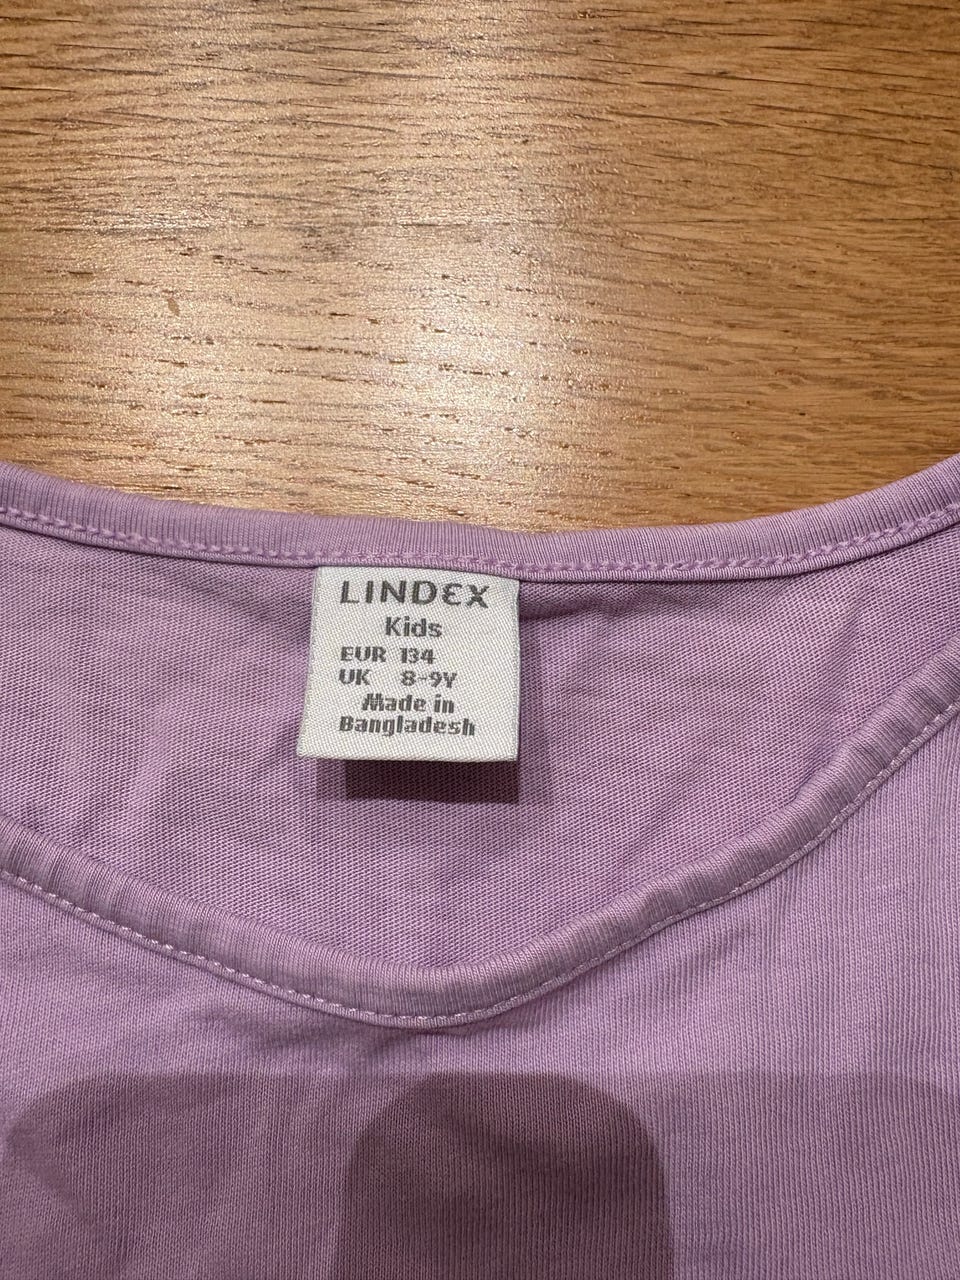 LINDEX
Kids
EUR 134
UK 8-9Y
Made in
Bangladesh